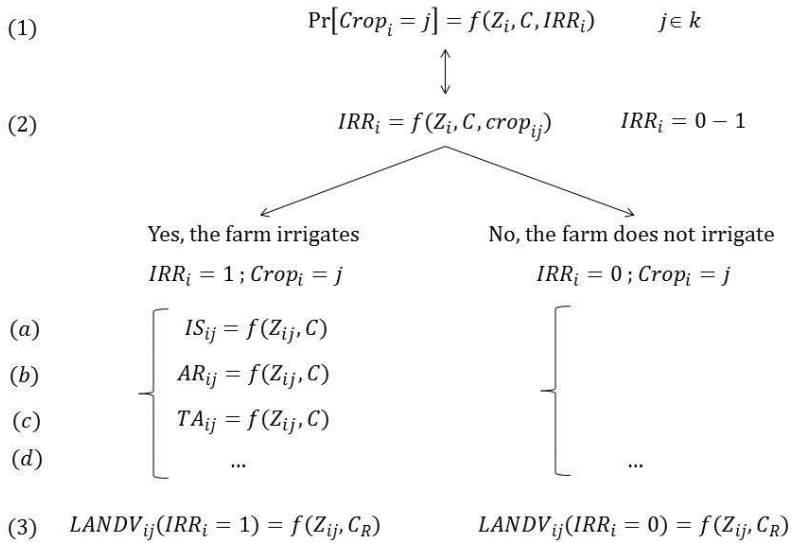 (1) Pr[Crop_i = j] = f(Z_i, C, IRR_i) j ∈ k
(2) IRR_i = f(Z_i, C, crop_ij) IRR_i = 0 − 1
Yes, the farm irrigates No, the farm does not irrigate
IRR_i = 1 ; Crop_i = j IRR_i = 0 ; Crop_i = j
(a) IS_ij = f(Z_ij, C)
(b) AR_ij = f(Z_ij, C)
(c) TA_ij = f(Z_ij, C)
(d) ... ...
(3) LANDV_ij(IRR_i = 1) = f(Z_ij, C_R) LANDV_ij(IRR_i = 0) = f(Z_ij, C_R)